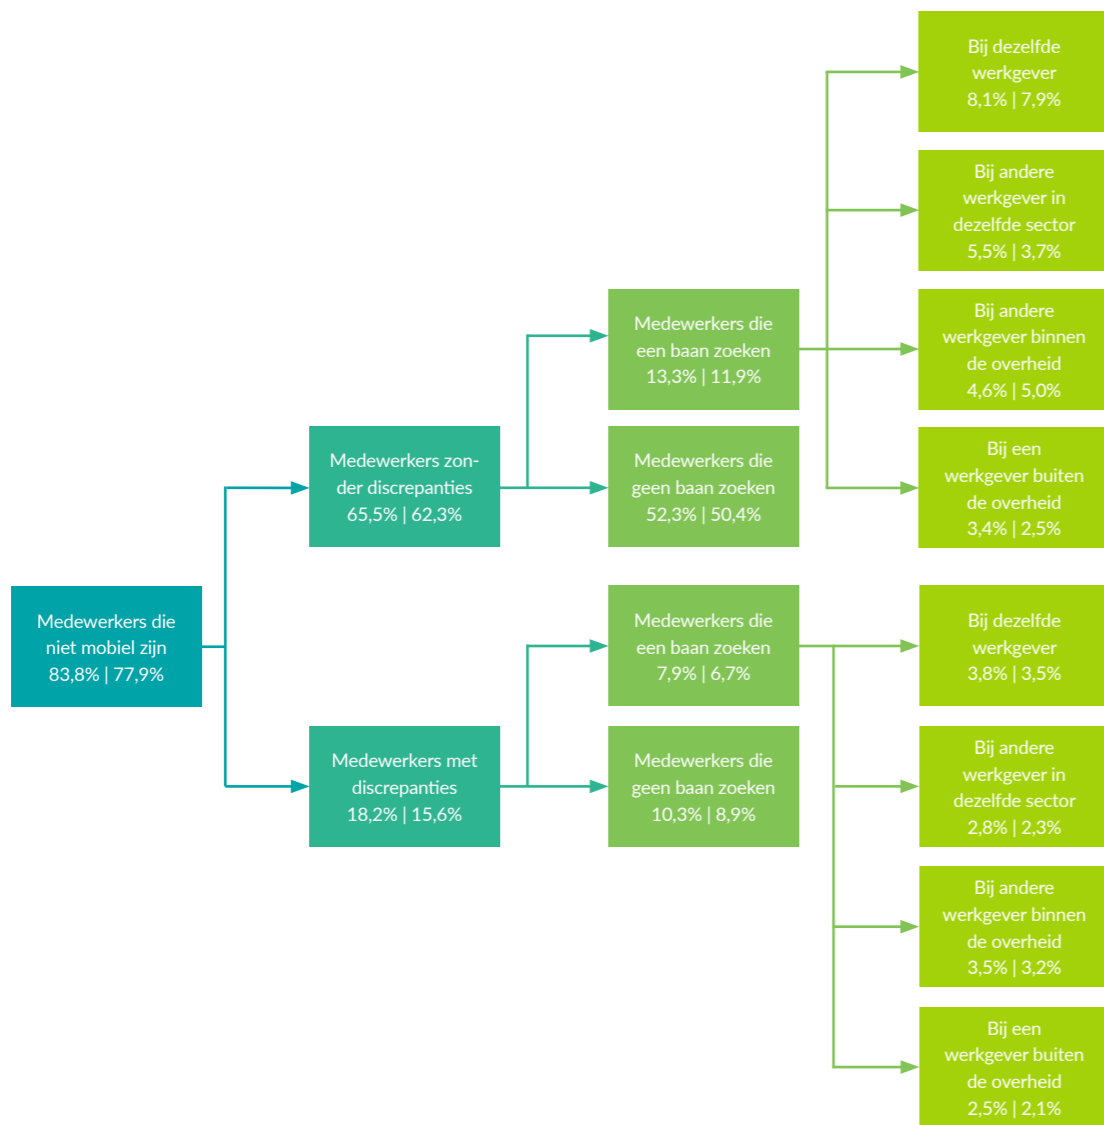 Medewerkers die
niet mobiel zijn
83,8% | 77,9%
Medewerkers zon-
der discrepanties
65,5% | 62,3%
Medewerkers met
discrepanties
18,2% | 15,6%
Medewerkers die
een baan zoeken
13,3% | 11,9%
Medewerkers die
geen baan zoeken
52,3% | 50,4%
Medewerkers die
een baan zoeken
7,9% | 6,7%
Medewerkers die
geen baan zoeken
10,3% | 8,9%
Bij dezelfde
werkgever
8,1% | 7,9%
Bij andere
werkgever in
dezelfde sector
5,5% | 3,7%
Bij andere
werkgever binnen
de overheid
4,6% | 5,0%
Bij een
werkgever buiten
de overheid
3,4% | 2,5%
Bij dezelfde
werkgever
3,8% | 3,5%
Bij andere
werkgever in
dezelfde sector
2,8% | 2,3%
Bij andere
werkgever binnen
de overheid
3,5% | 3,2%
Bij een
werkgever buiten
de overheid
2,5% | 2,1%